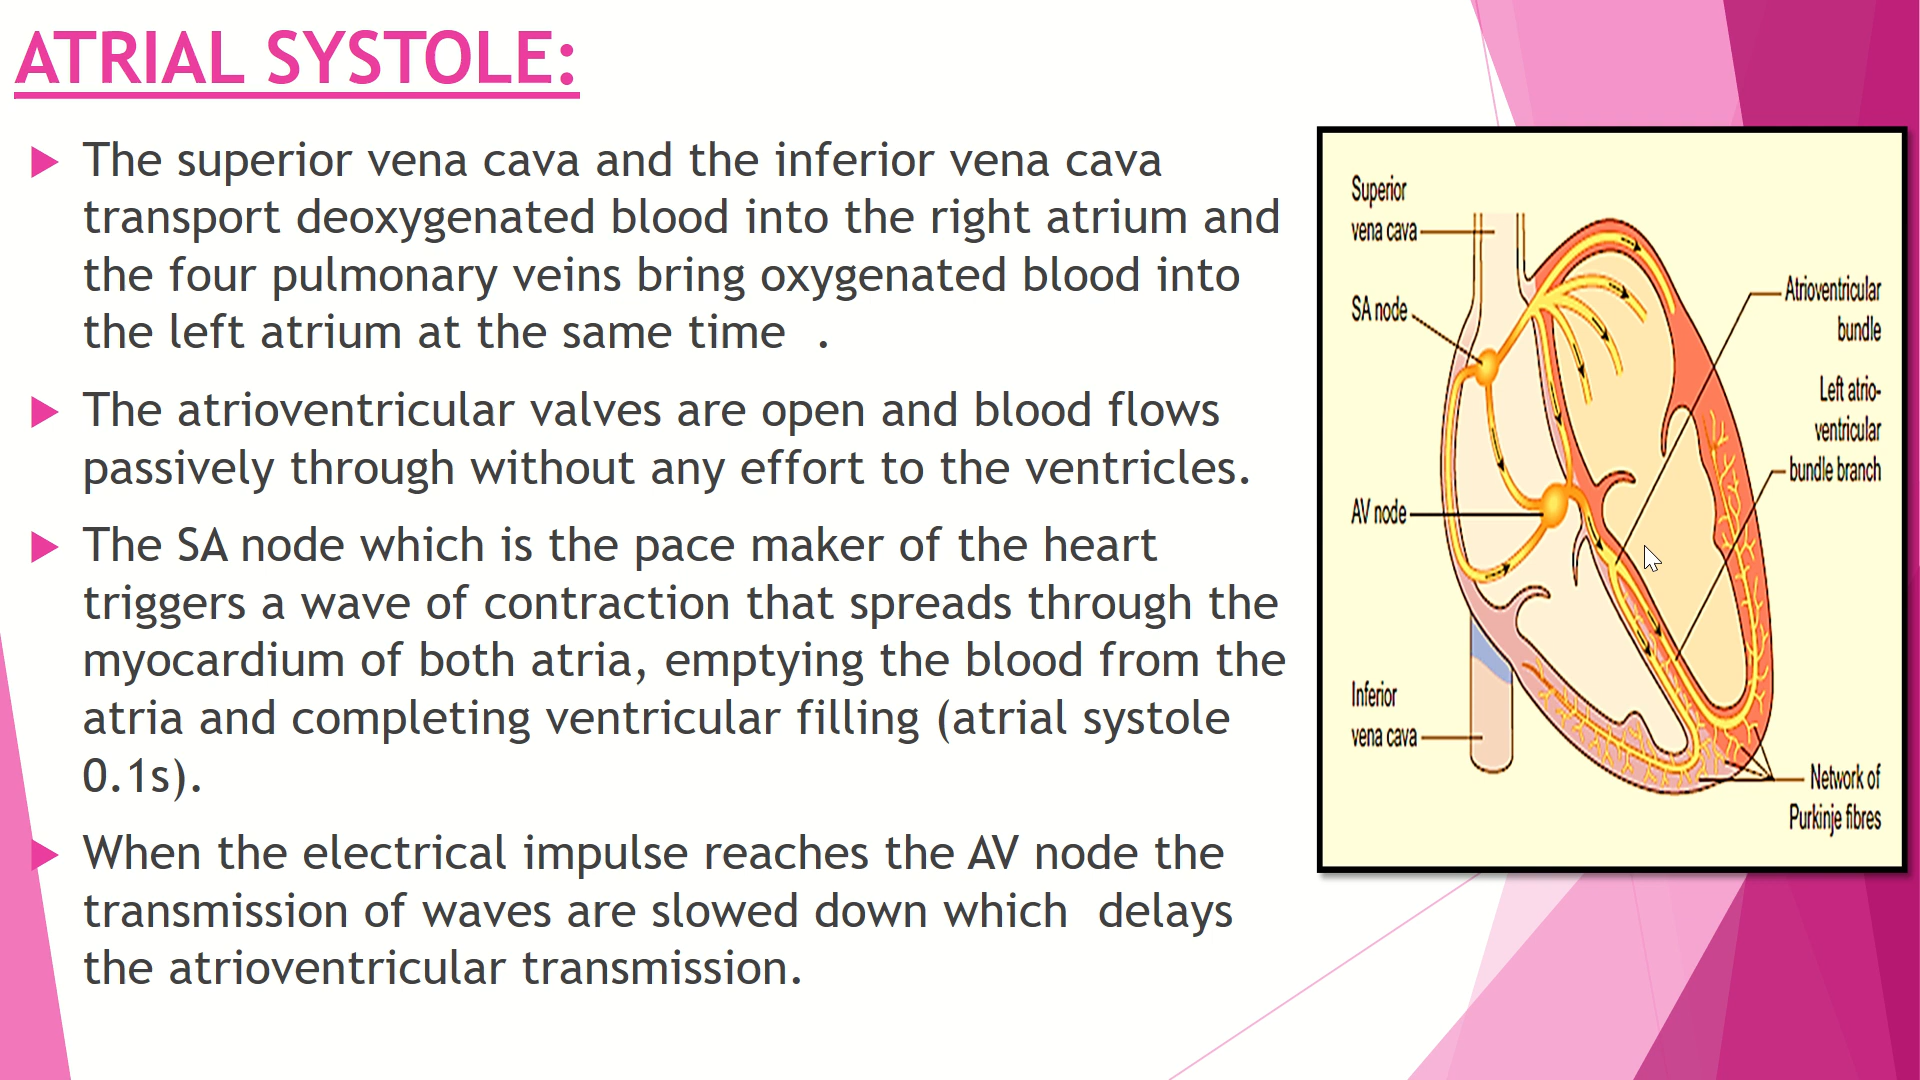 ATRIAL SYSTOLE:
The superior vena cava and the inferior vena cava
transport deoxygenated blood into the right atrium and
the four pulmonary veins bring oxygenated blood into
the left atrium at the same time .
The atrioventricular valves are open and blood flows
passively through without any effort to the ventricles.
The SA node which is the pace maker of the heart
triggers a wave of contraction that spreads through the
myocardium of both atria, emptying the blood from the
atria and completing ventricular filling (atrial systole
0.1s).
When the electrical impulse reaches the AV node the
transmission of waves are slowed down which delays
the atrioventricular transmission.
Superior
vena cava
SA node
AV node
Inferior
vena cava
Atrioventricular
bundle
Left atrio-
ventricular
bundle branch
Network of
Purkinje fibres